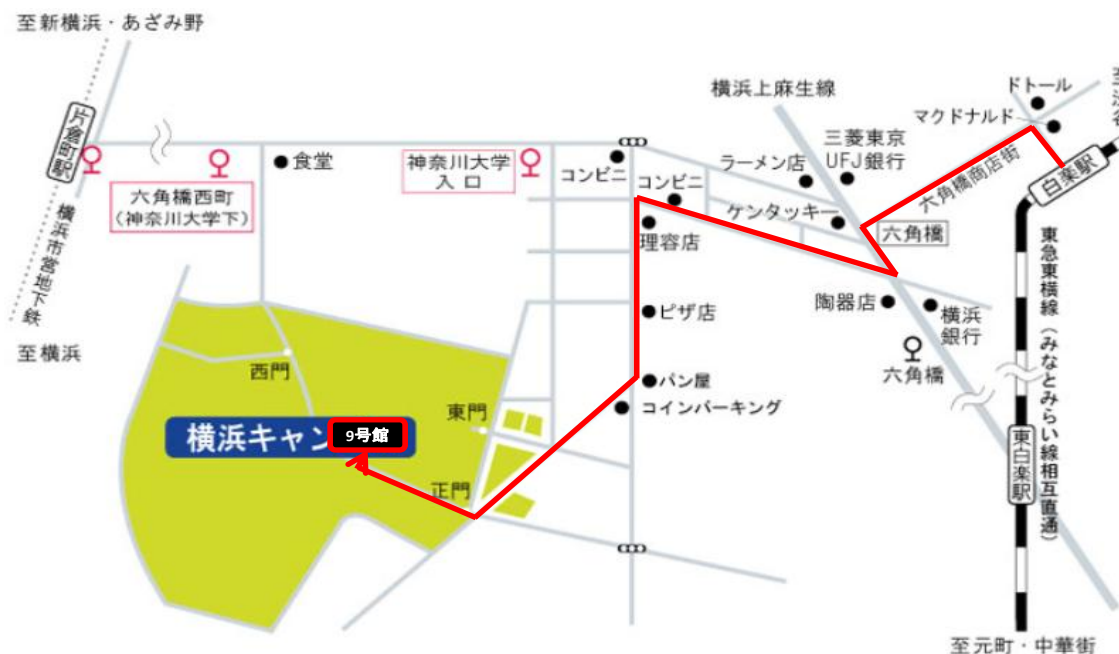 至新横浜・あざみ野
片倉町駅
横浜市営地下鉄
至横浜
六角橋西町
(神奈川大学下)
食堂
神奈川大学
入口
コンビニ
コンビニ
理容店
ピザ店
パン屋
コインパーキング
横浜上麻生線
ラーメン店
三菱東京
UFJ銀行
ケンタッキー
六角橋
六角橋商店街
ドトール
マクドナルド
白楽駅
陶器店
横浜
銀行
六角橋
東急東横線(みなとみらい線相互直通)
東白楽駅
至元町・中華街
西門
東門
正門
横浜キャン
9号館